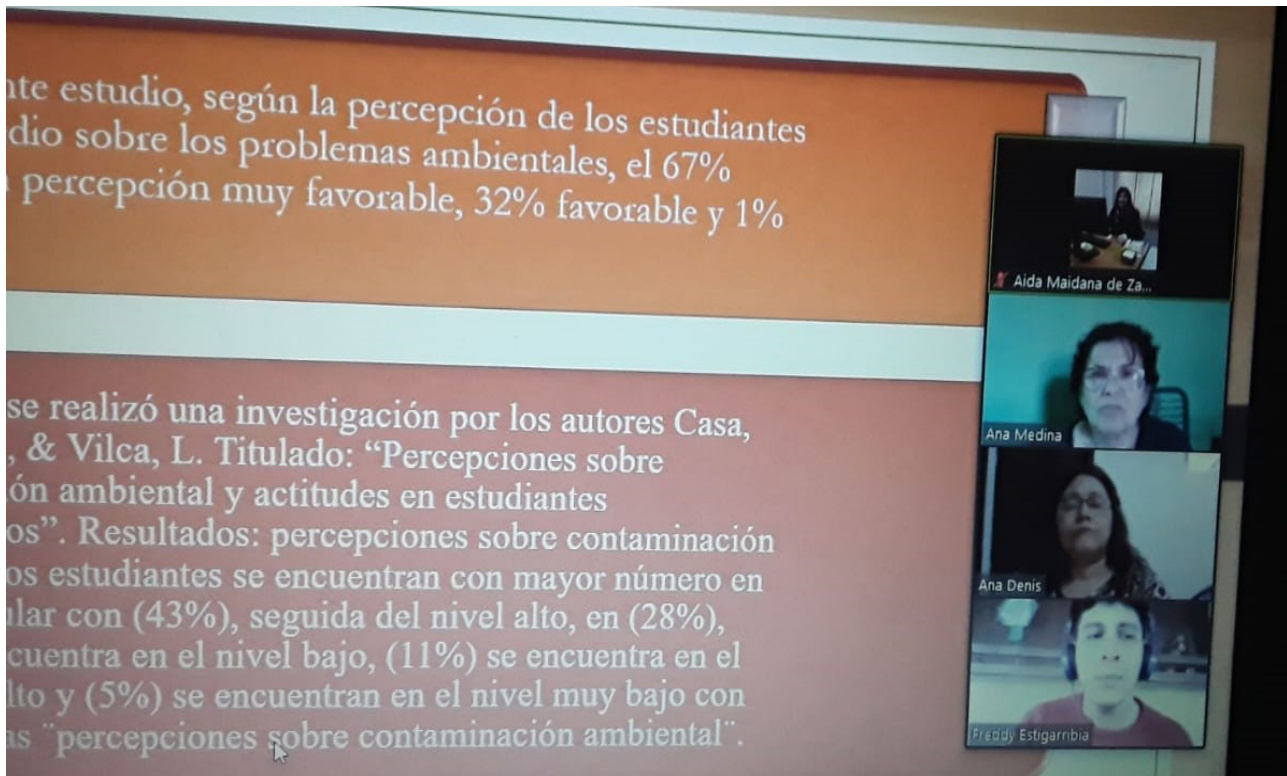 nte estudio, según la percepción de los estudiantes
dio sobre los problemas ambientales, el 67%
percepción muy favorable, 32% favorable y 1%
se realizó una investigación por los autores Casa,
, & Vilca, L. Titulado: “Percepciones sobre
ón ambiental y actitudes en estudiantes
os”. Resultados: percepciones sobre contaminación
os estudiantes se encuentran con mayor número en
ular con (43%), seguida del nivel alto, en (28%),
cuentra en el nivel bajo, (11%) se encuentra en el
lto y (5%) se encuentran en el nivel muy bajo con
as ¨percepciones sobre contaminación ambiental¨.
Aida Maidana de Za...
Ana Medina
Ana Denis
Freddy Estigarribia